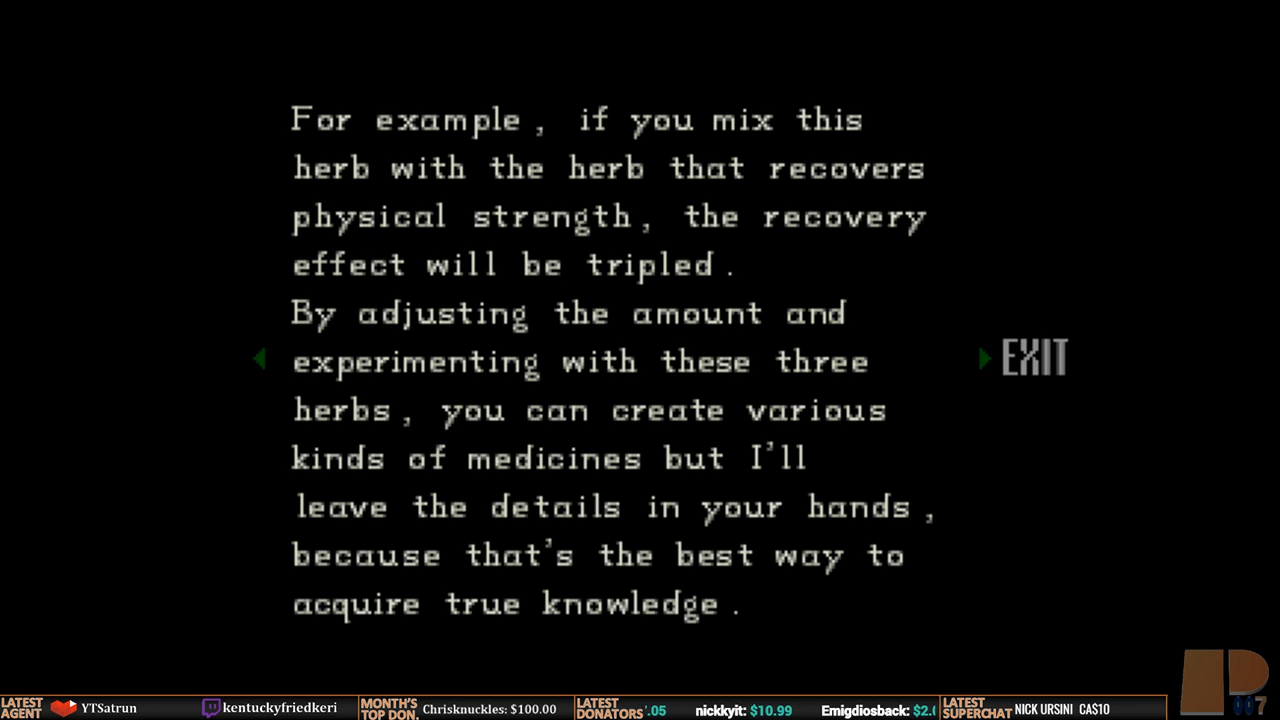 For example, if you mix this
herb with the herb that recovers
physical strength, the recovery
effect will be tripled.
By adjusting the amount and
experimenting with these three
herbs, you can create various
kinds of medicines but I'll
leave the details in your hands,
because that's the best way to
acquire true knowledge.
EXIT
LATEST AGENT YTSatrun kentuckyfriedkeri MONTH'S TOP DON. Chrisknuckles: $100.00 LATEST DONATORS .05 nickkyit: $10.99 Emigdiosback: $2.0 LATEST SUPERCHAT NICK URSINI CA$10